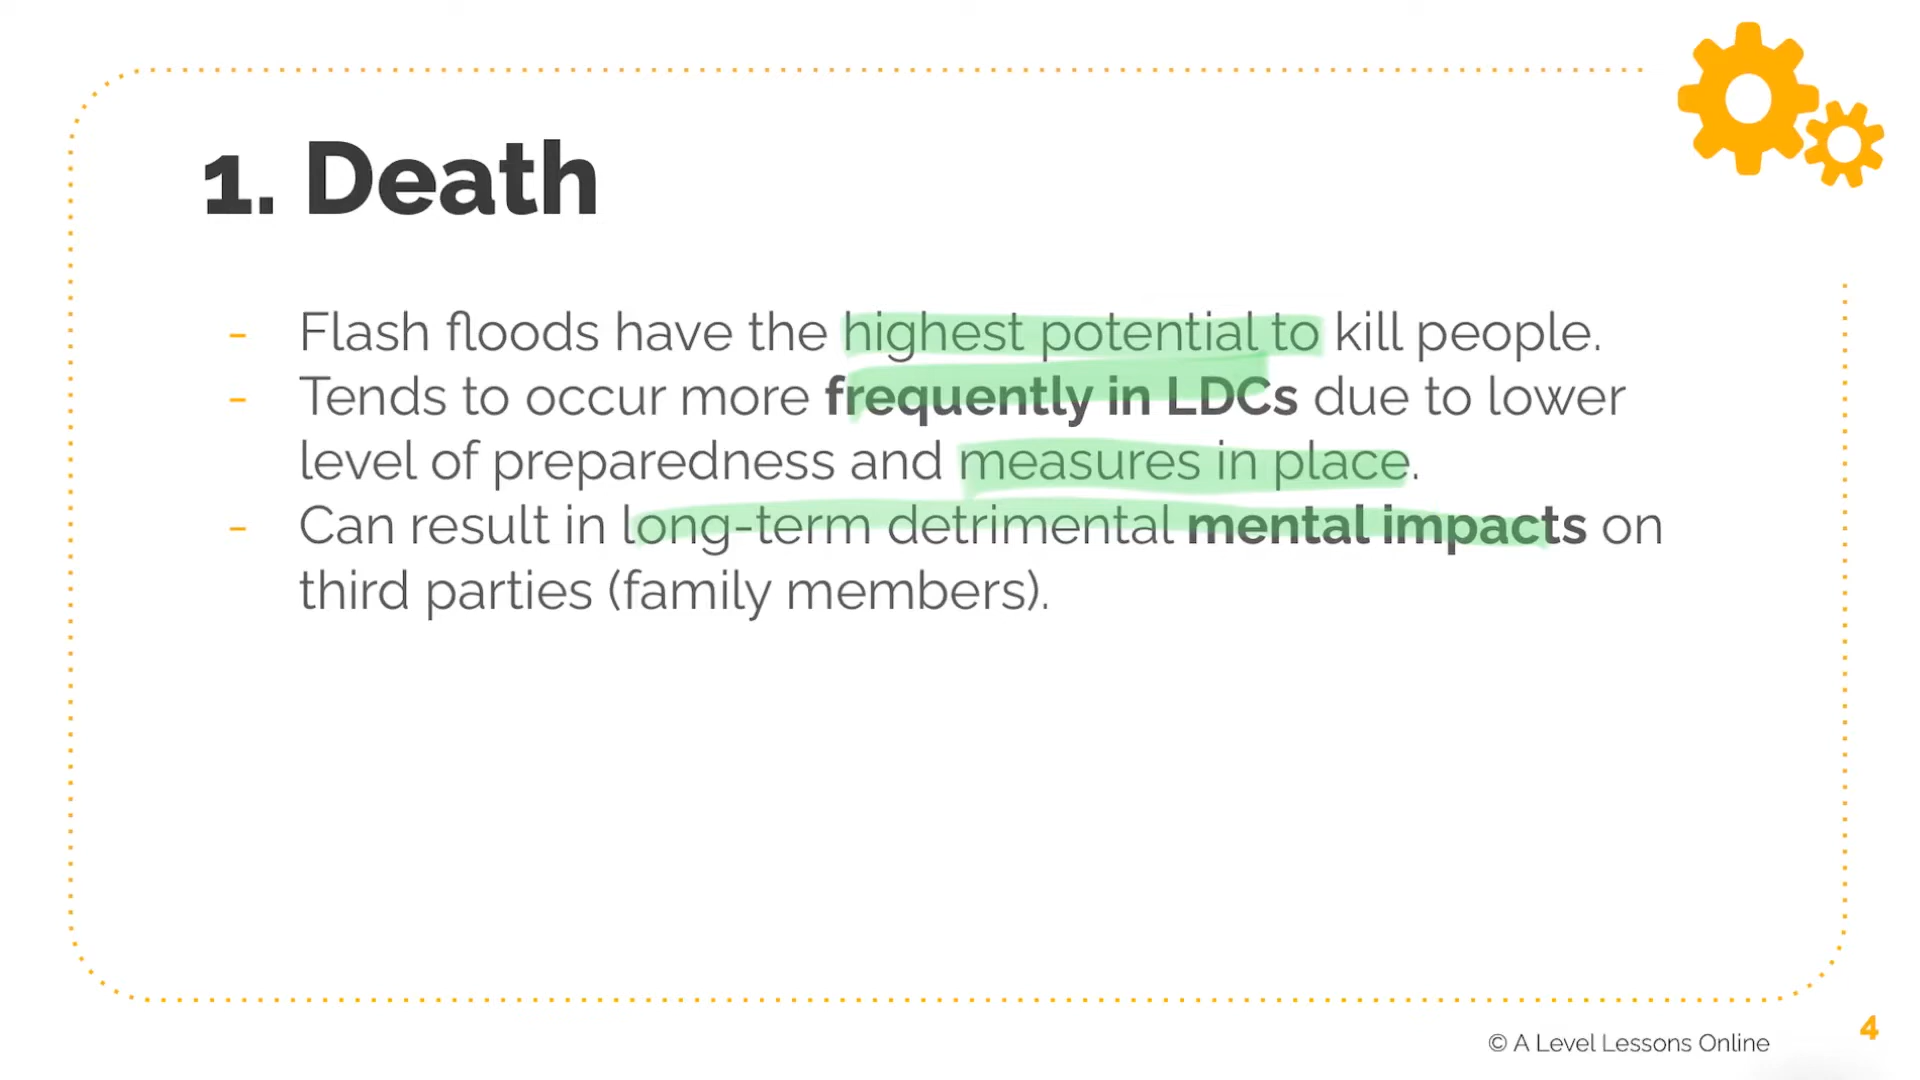 1. Death
- Flash floods have the highest potential to kill people.
- Tends to occur more frequently in LDCs due to lower
level of preparedness and measures in place.
- Can result in long-term detrimental mental impacts on
third parties (family members).
© A Level Lessons Online
4